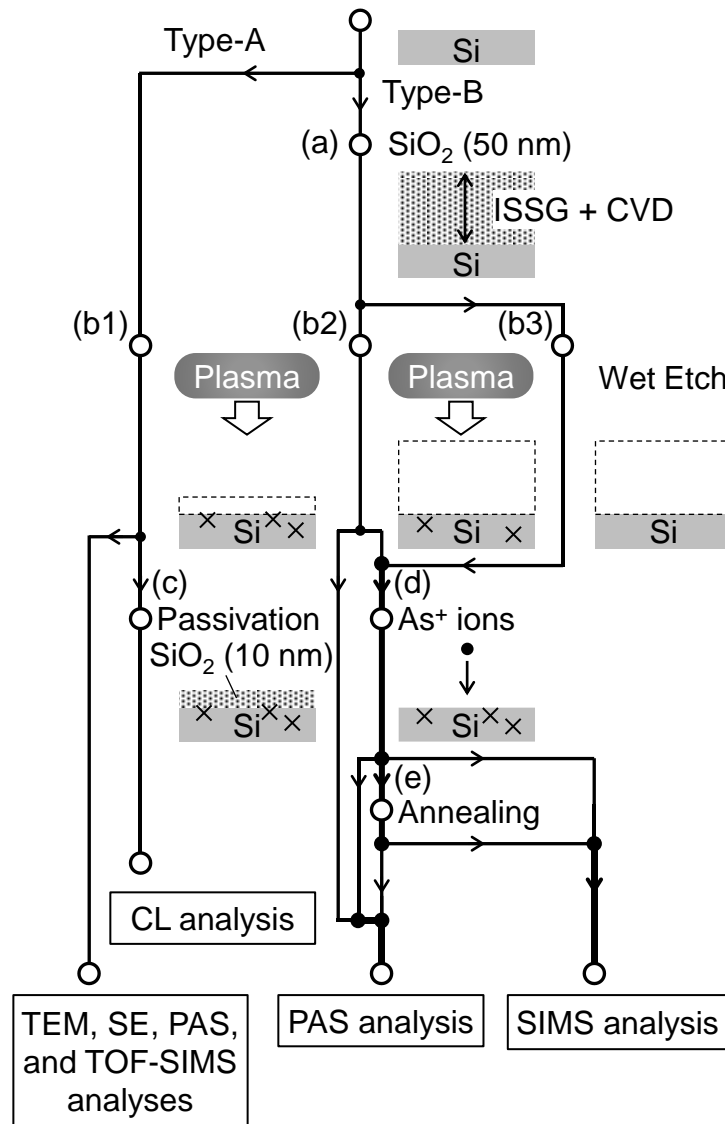 Type-A
Si
Type-B
(a)
SiO₂ (50 nm)
ISSG + CVD
Si
(b1)
(b2)
(b3)
Plasma
Plasma
Wet Etch
Si
Si
Si
(c)
(d)
Passivation
As⁺ ions
SiO₂ (10 nm)
Si
Si
(e)
Annealing
CL analysis
TEM, SE, PAS,
and TOF-SIMS
analyses
PAS analysis
SIMS analysis